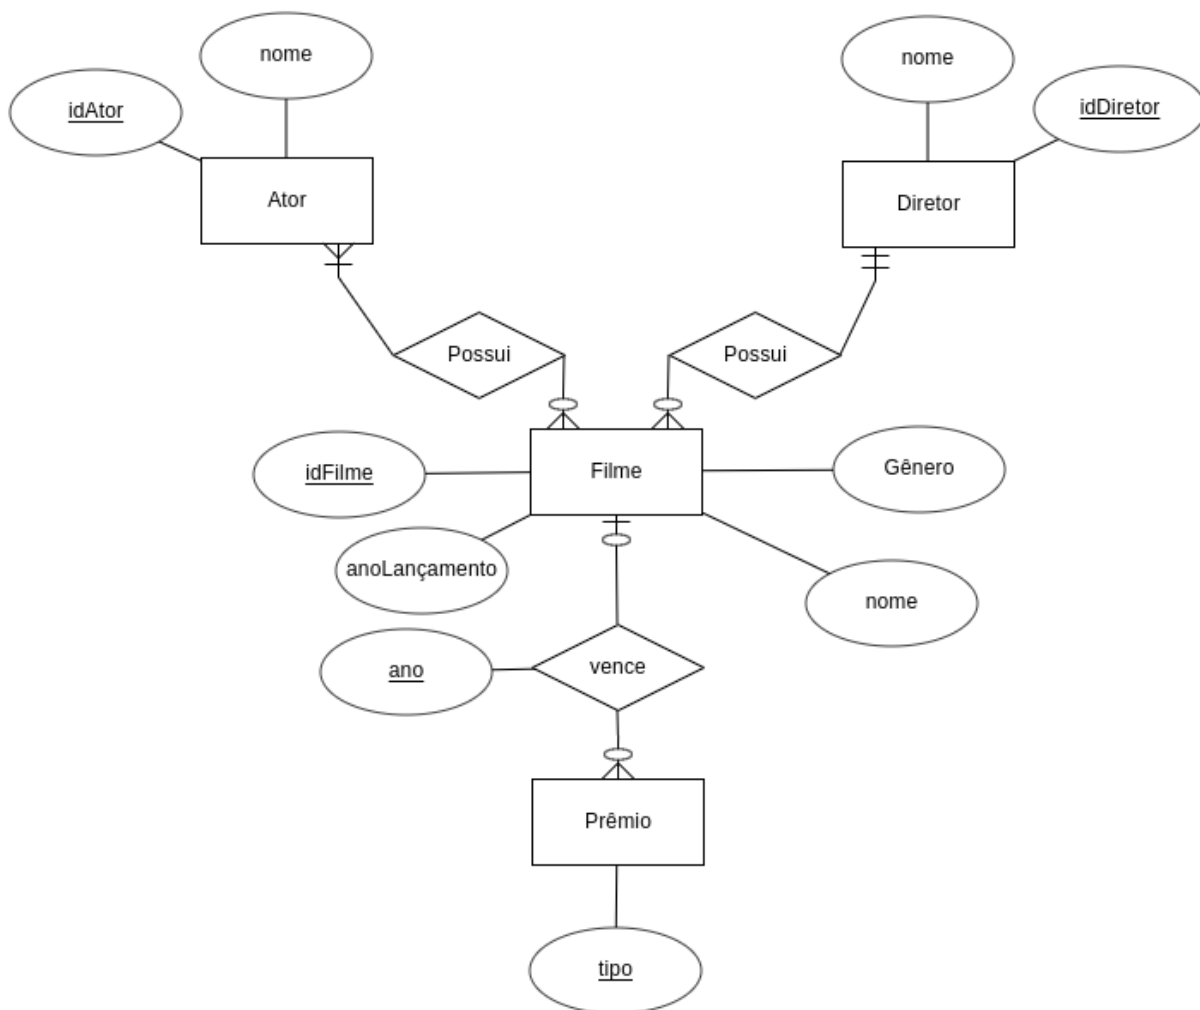 nome
nome
idAtor
idDiretor
Ator
Diretor
Possui
Possui
idFilme
Filme
Gênero
anoLançamento
nome
ano
vence
Prêmio
tipo